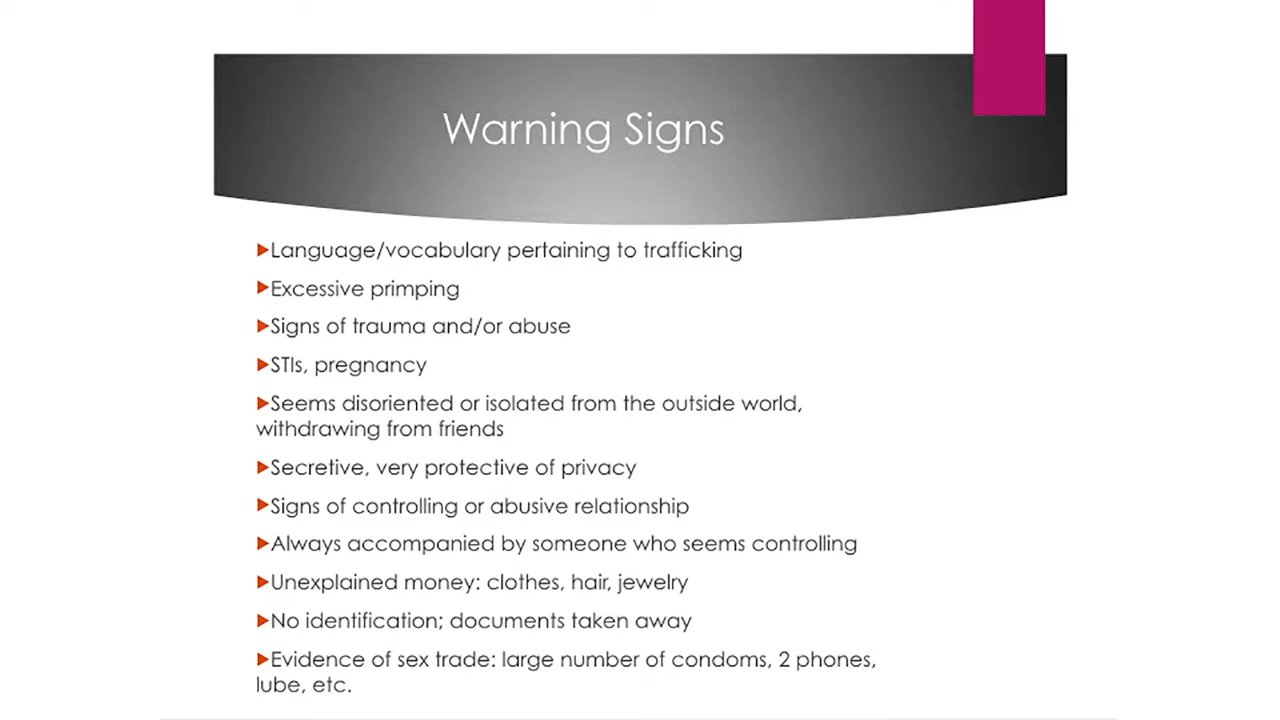 Warning Signs
Language/vocabulary pertaining to trafficking
Excessive primping
Signs of trauma and/or abuse
STIs, pregnancy
Seems disoriented or isolated from the outside world,
withdrawing from friends
Secretive, very protective of privacy
Signs of controlling or abusive relationship
Always accompanied by someone who seems controlling
Unexplained money: clothes, hair, jewelry
No identification; documents taken away
Evidence of sex trade: large number of condoms, 2 phones,
lube, etc.